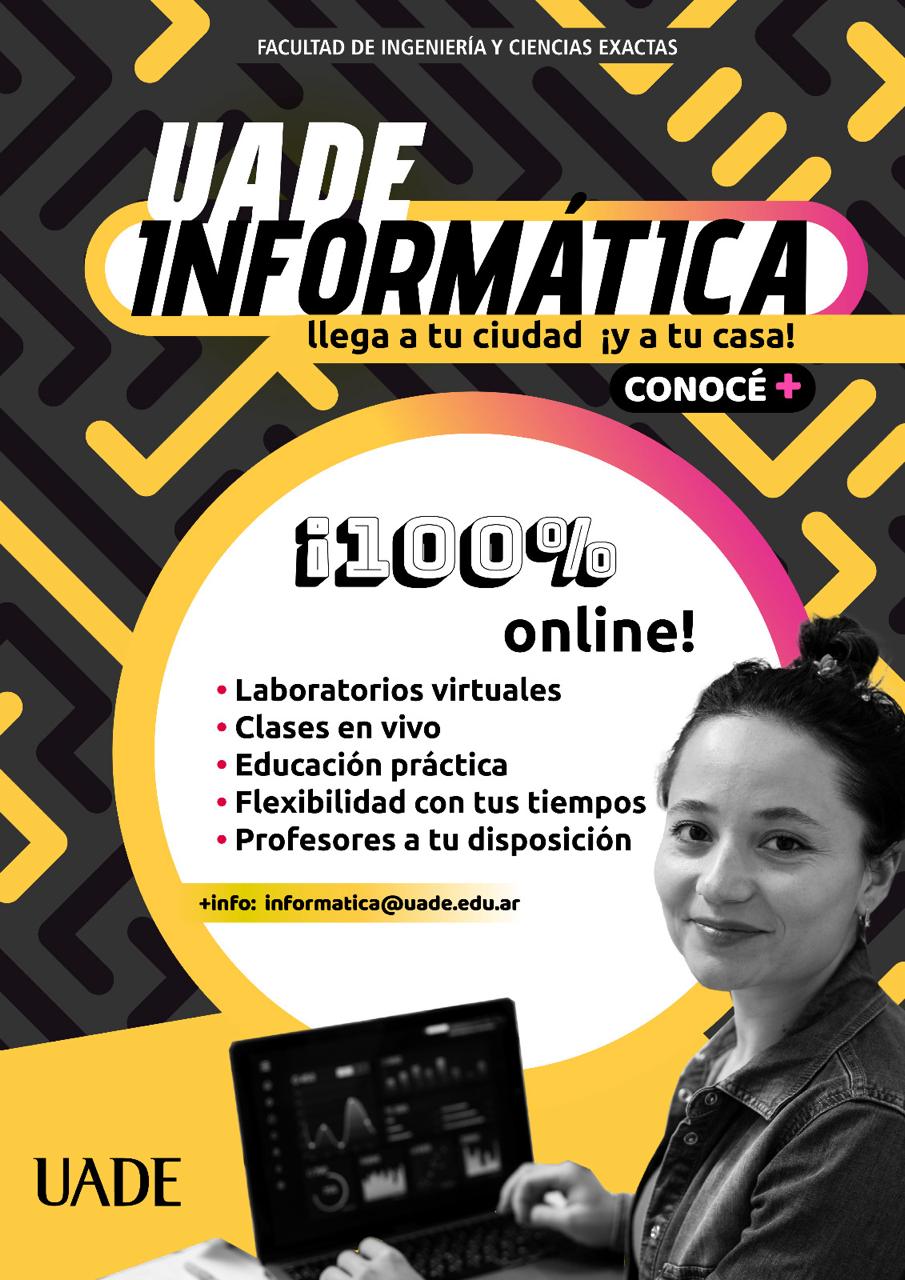 FACULTAD DE INGENIERÍA Y CIENCIAS EXACTAS
UADE
INFORMÁTICA
llega a tu ciudad ¡y a tu casa!
CONOCÉ +
¡100%
online!
• Laboratorios virtuales
• Clases en vivo
• Educación práctica
• Flexibilidad con tus tiempos
• Profesores a tu disposición
+info: informatica@uade.edu.ar
UADE